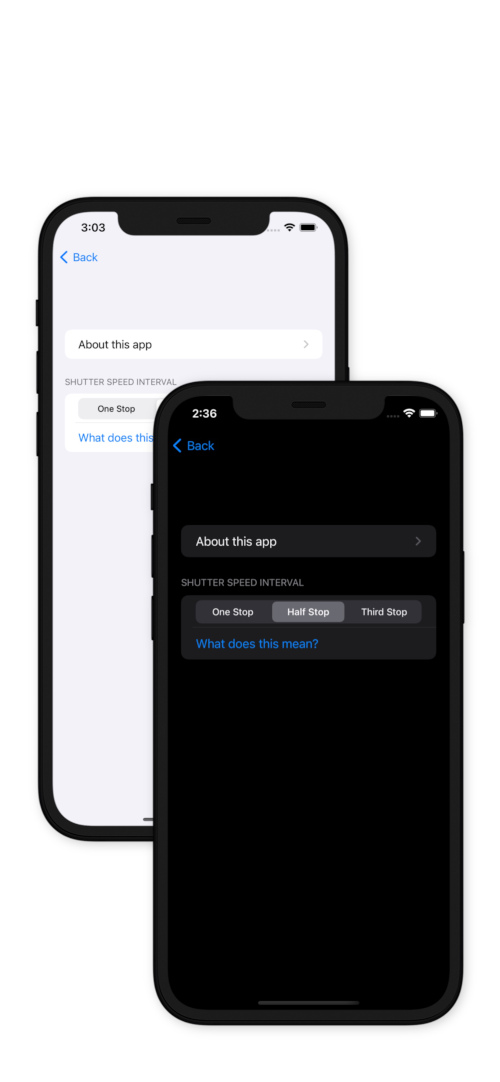 3:03
Back
About this app
SHUTTER SPEED INTERVAL
One Stop
What does this
2:36
Back
About this app
SHUTTER SPEED INTERVAL
One Stop Half Stop Third Stop
What does this mean?